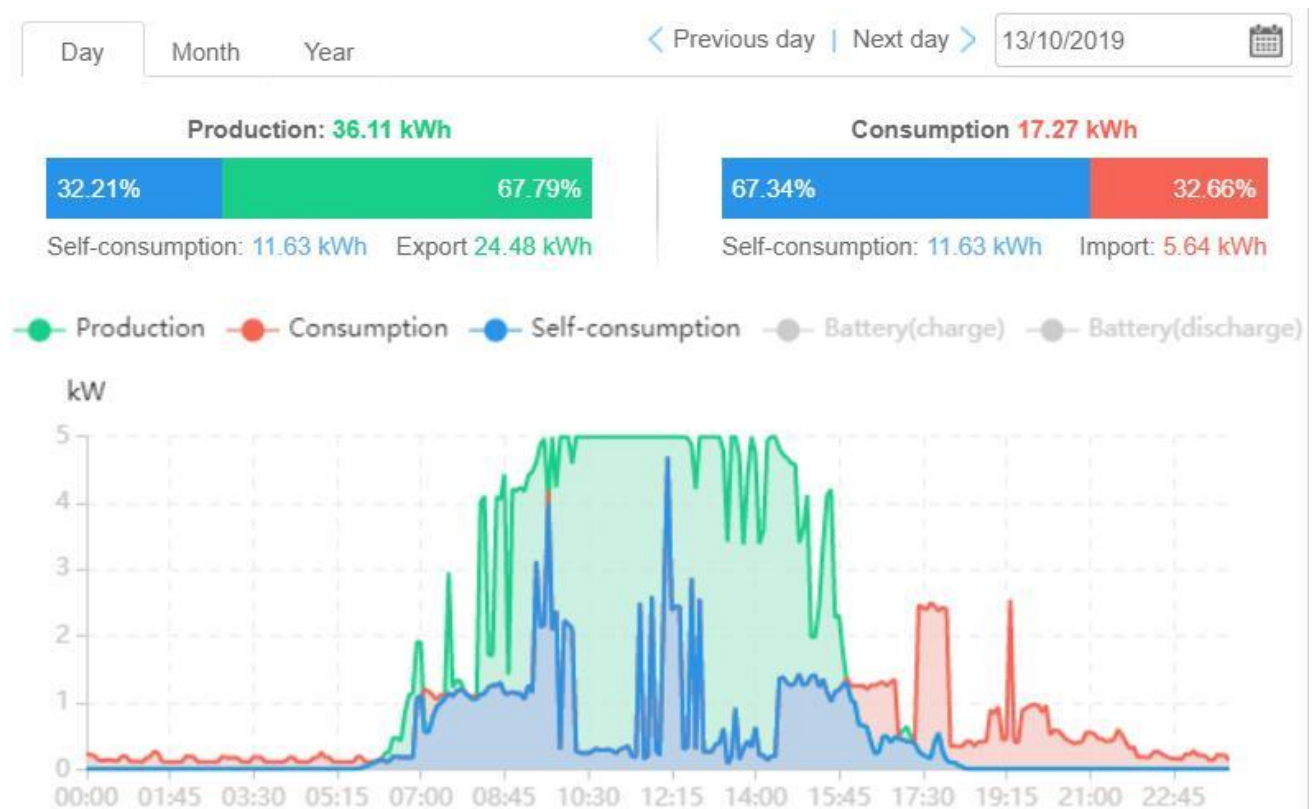 Day Month Year Previous day | Next day 13/10/2019
Production: 36.11 kWh Consumption 17.27 kWh
32.21% 67.79% 67.34% 32.66%
Self-consumption: 11.63 kWh Export 24.48 kWh Self-consumption: 11.63 kWh Import: 5.64 kWh
Production Consumption Self-consumption Battery(charge) Battery(discharge)
kW
5
4
3
2
1
0
00:00 01:45 03:30 05:15 07:00 08:45 10:30 12:15 14:00 15:45 17:30 19:15 21:00 22:45